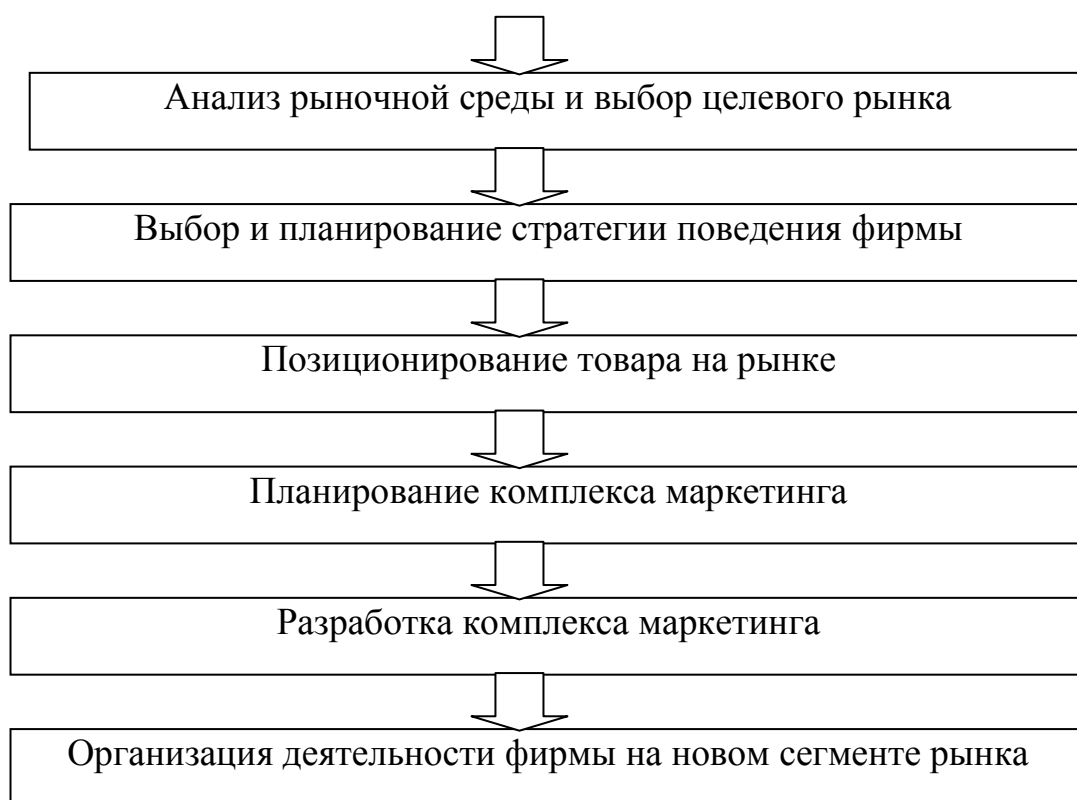 Анализ рыночной среды и выбор целевого рынка
Выбор и планирование стратегии поведения фирмы
Позиционирование товара на рынке
Планирование комплекса маркетинга
Разработка комплекса маркетинга
Организация деятельности фирмы на новом сегменте рынка